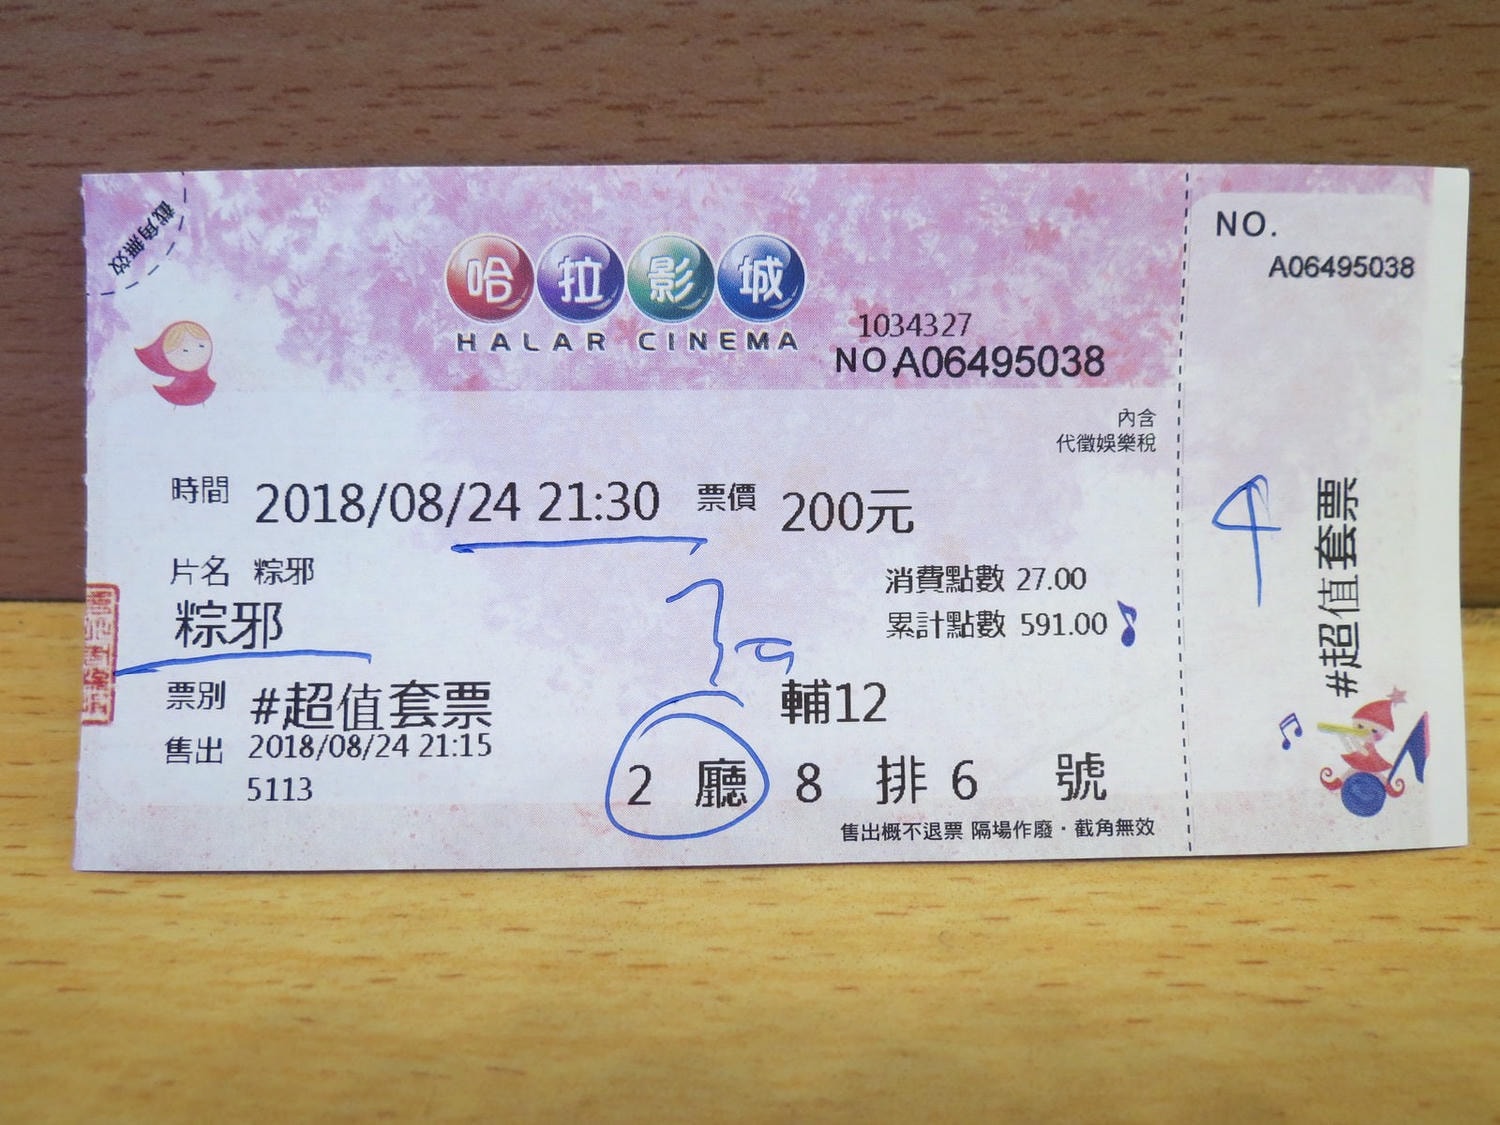 截角無效
哈拉影城
HALAR CINEMA
1034327
NO.A06495038
內含
代徵娛樂稅
時間 2018/08/24 21:30 票價 200元
片名 粽邪
粽邪
消費點數 27.00
累計點數 591.00
票別 #超值套票
輔12
售出 2018/08/24 21:15
5113
2 廳 8 排 6 號
售出概不退票 隔場作廢・截角無效
NO.
A06495038
4
#超值套票